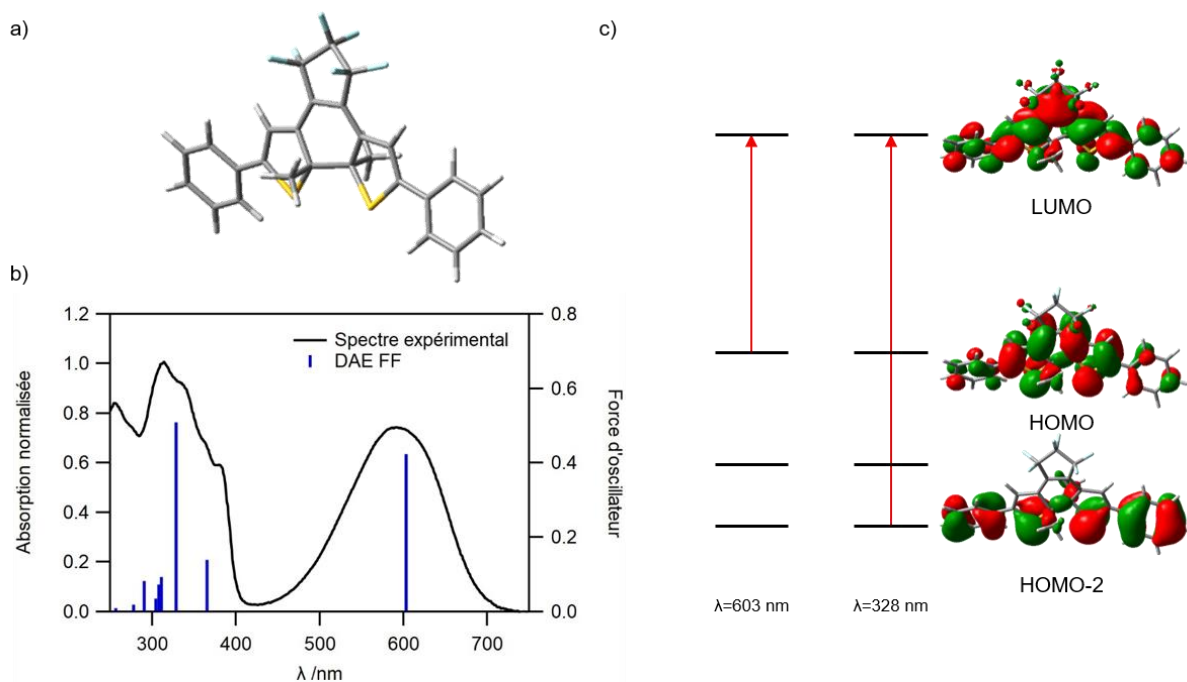 a)
b)
1.2
1.0
0.8
0.6
0.4
0.2
0.0
Absorption normalisée
Spectre expérimental
DAE FF
0.8
0.6
0.4
0.2
0.0
Force d'oscillateur
300
400
500
600
700
λ /nm
c)
LUMO
HOMO
HOMO-2
λ=603 nm
λ=328 nm